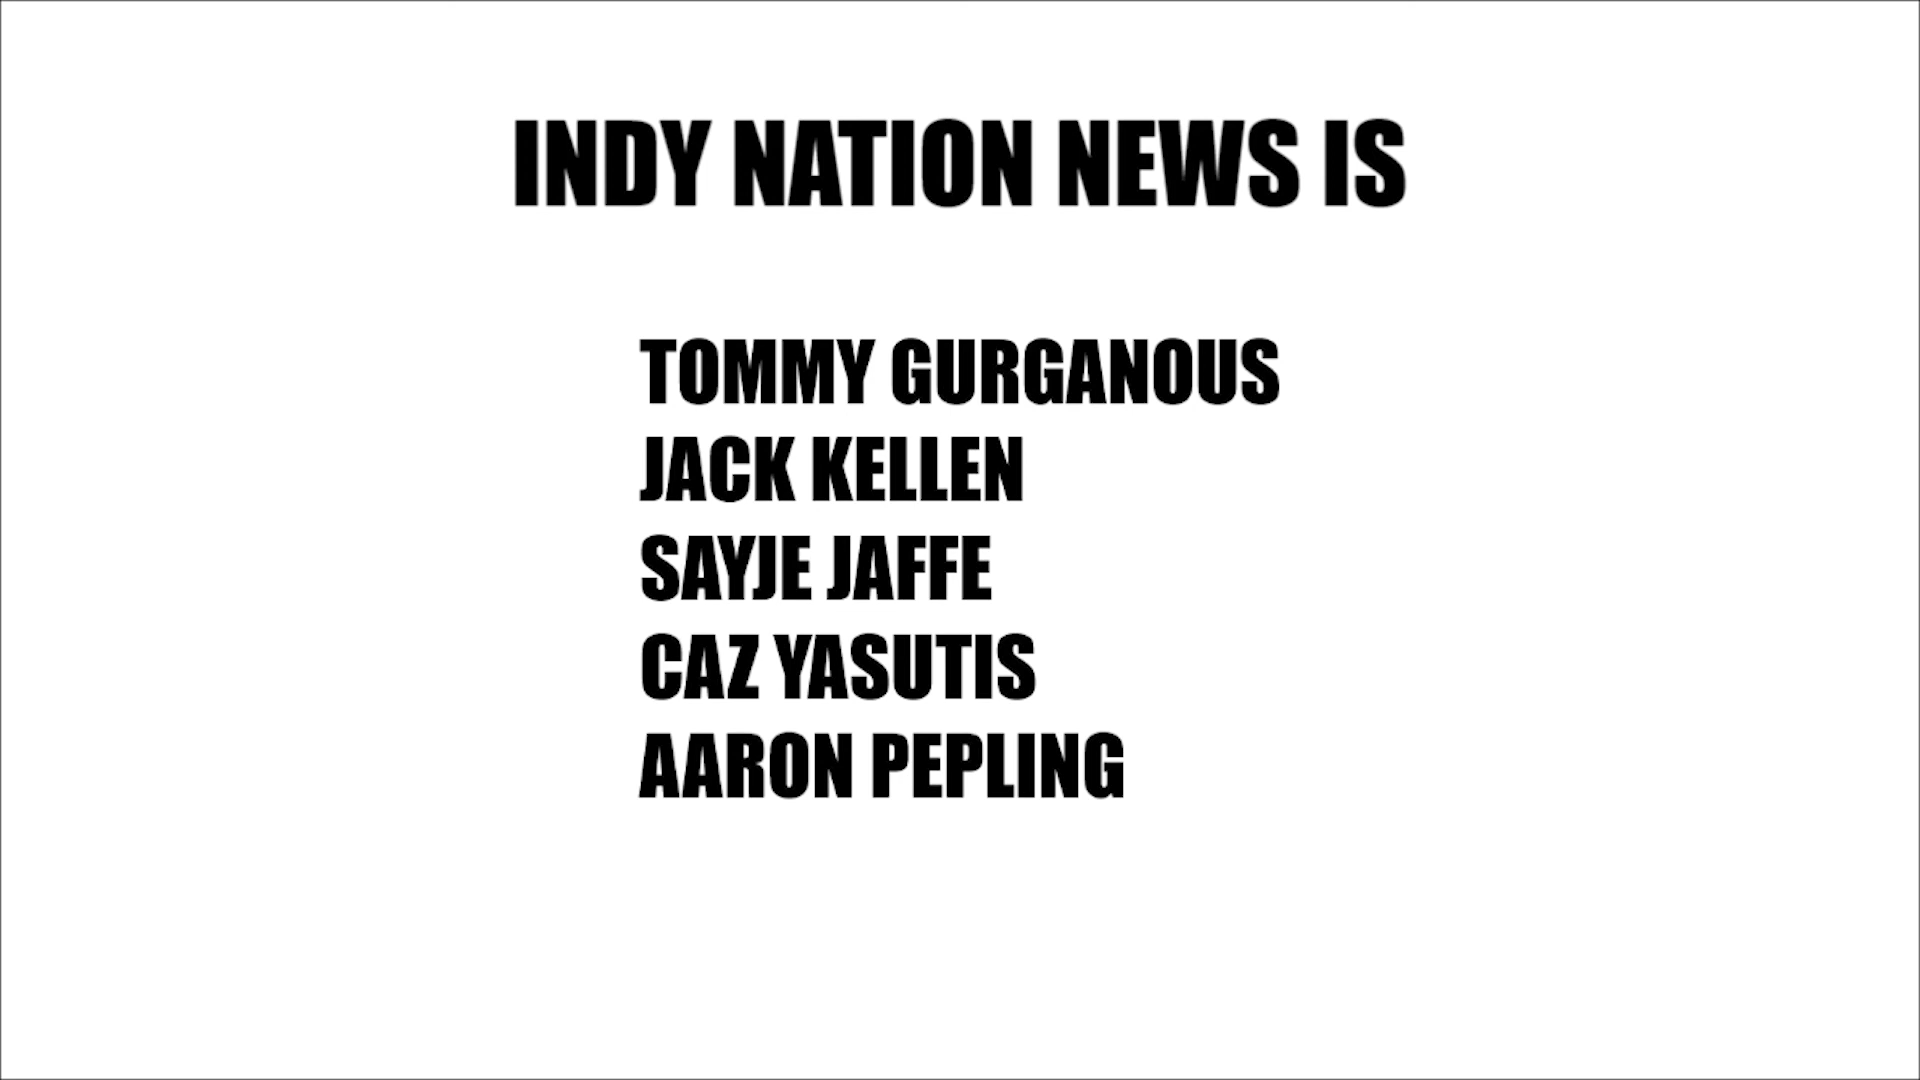 INDY NATION NEWS IS
TOMMY GURGANOUS
JACK KELLEN
SAYJE JAFFE
CAZ YASUTIS
AARON PEPLING